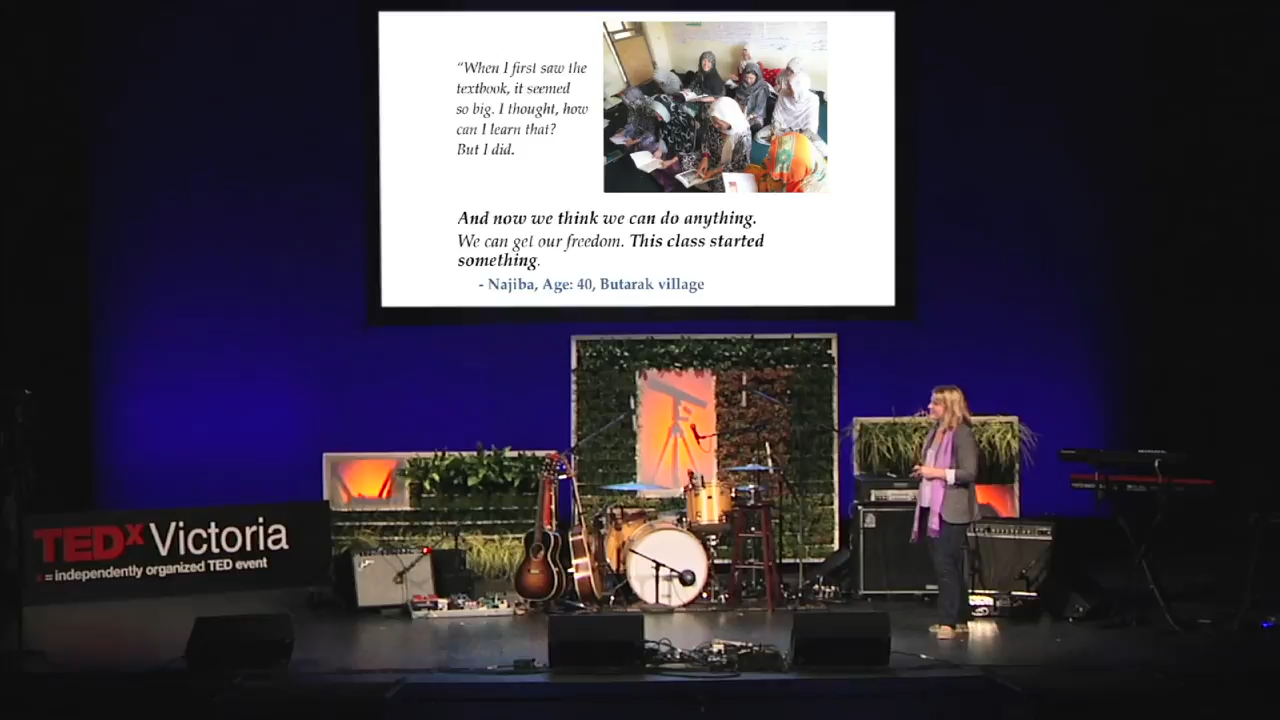 “When I first saw the
textbook, it seemed
so big. I thought, how
can I learn that?
But I did.
And now we think we can do anything.
We can get our freedom. This class started
something.
- Najiba, Age: 40, Butarak village
TEDx Victoria
x = independently organized TED event